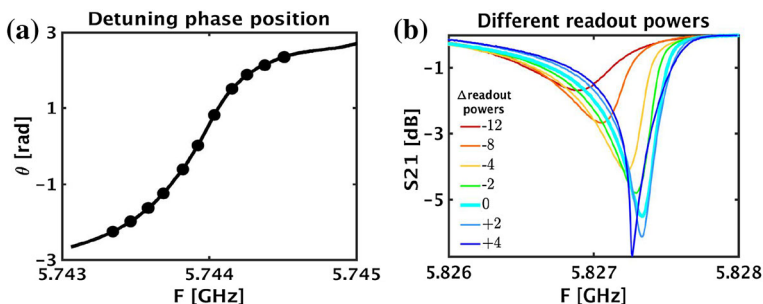 (a) Detuning phase position
3
1
-1
-3
θ [rad]
5.743 5.744 5.745
F [GHz]
(b) Different readout powers
-1
-3
-5
S21 [dB]
Δreadout
powers
-12
-8
-4
-2
0
+2
+4
5.826 5.827 5.828
F [GHz]